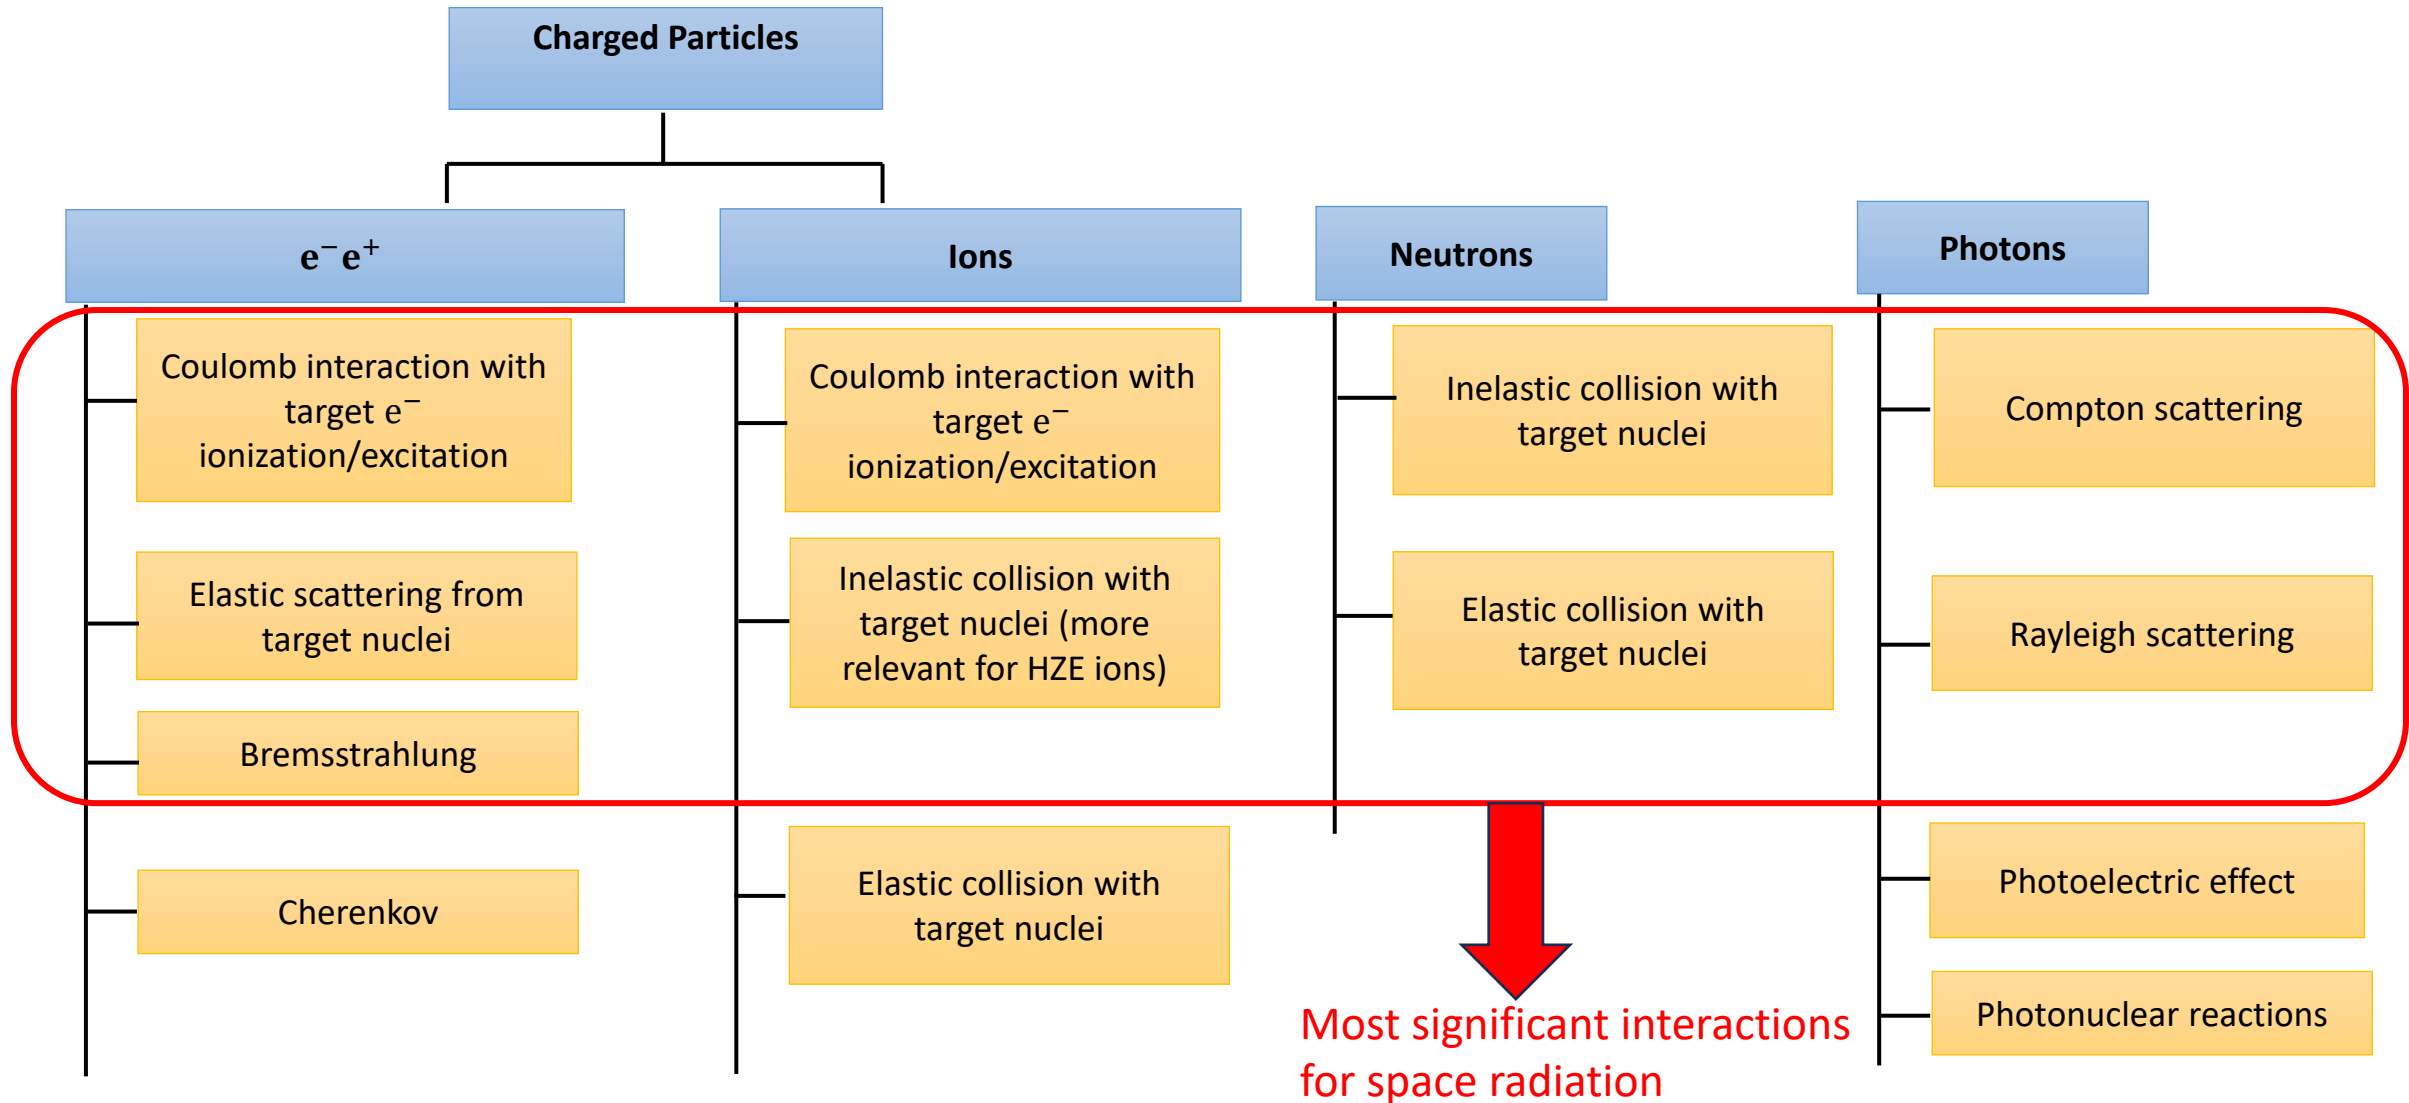 Charged Particles
e⁻e⁺
Ions
Neutrons
Photons
Coulomb interaction with
target e⁻
ionization/excitation
Elastic scattering from
target nuclei
Bremsstrahlung
Cherenkov
Coulomb interaction with
target e⁻
ionization/excitation
Inelastic collision with
target nuclei (more
relevant for HZE ions)
Elastic collision with
target nuclei
Inelastic collision with
target nuclei
Elastic collision with
target nuclei
Compton scattering
Rayleigh scattering
Photoelectric effect
Photonuclear reactions
Most significant interactions
for space radiation